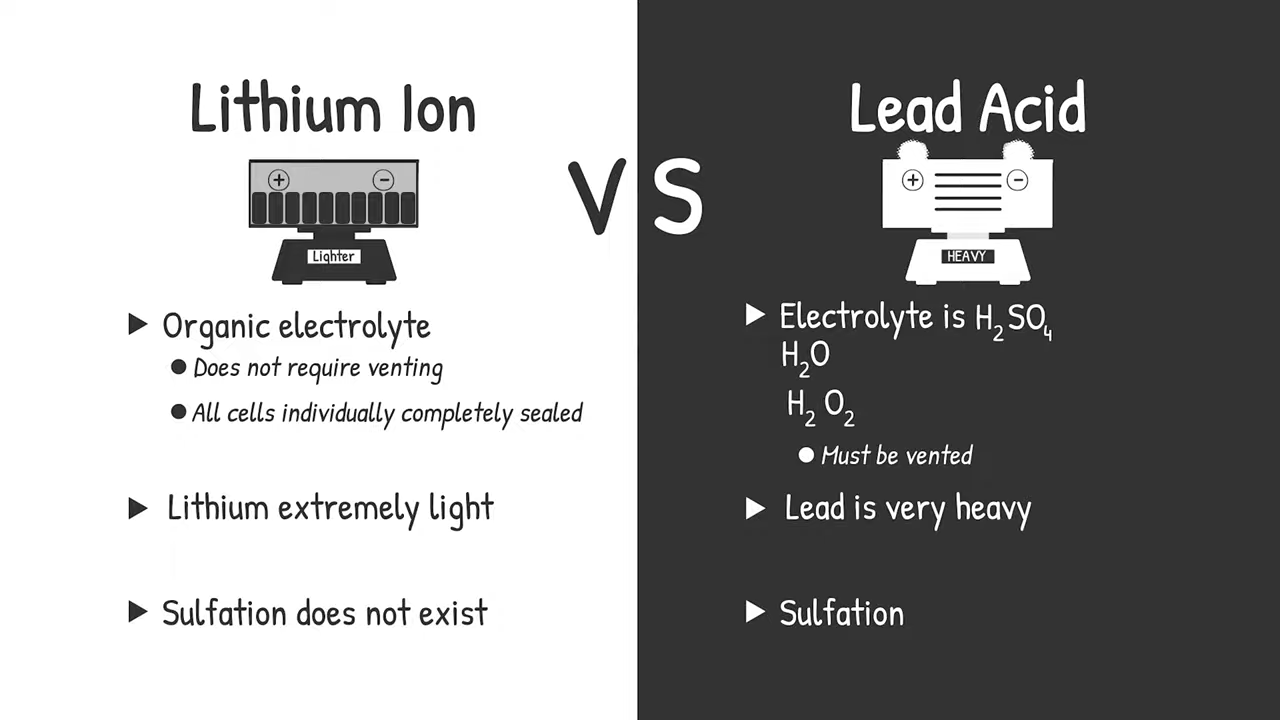 Lithium Ion
+ −
Lighter
Organic electrolyte
Does not require venting
All cells individually completely sealed
Lithium extremely light
Sulfation does not exist
VS
Lead Acid
+ −
HEAVY
Electrolyte is H₂SO₄
H₂O
H₂ O₂
Must be vented
Lead is very heavy
Sulfation